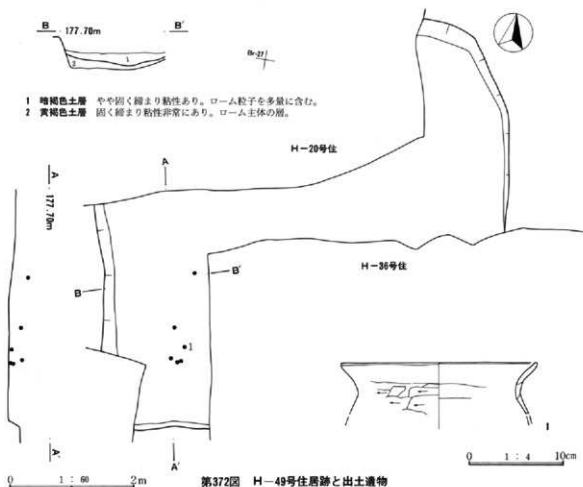 B 177.70m B'
1
2
Br-27
1 暗褐色土層 やや固く締まり粘性あり。ローム粒子を多量に含む。
2 黄褐色土層 固く締まり粘性非常にあり。ローム主体の層。
H-20号住
A
A
177.70m
B
B'
H-36号住
1
1
A'
A'
0 1 : 60 2m
0 1 : 4 10cm
第372図 H-49号住居跡と出土遺物